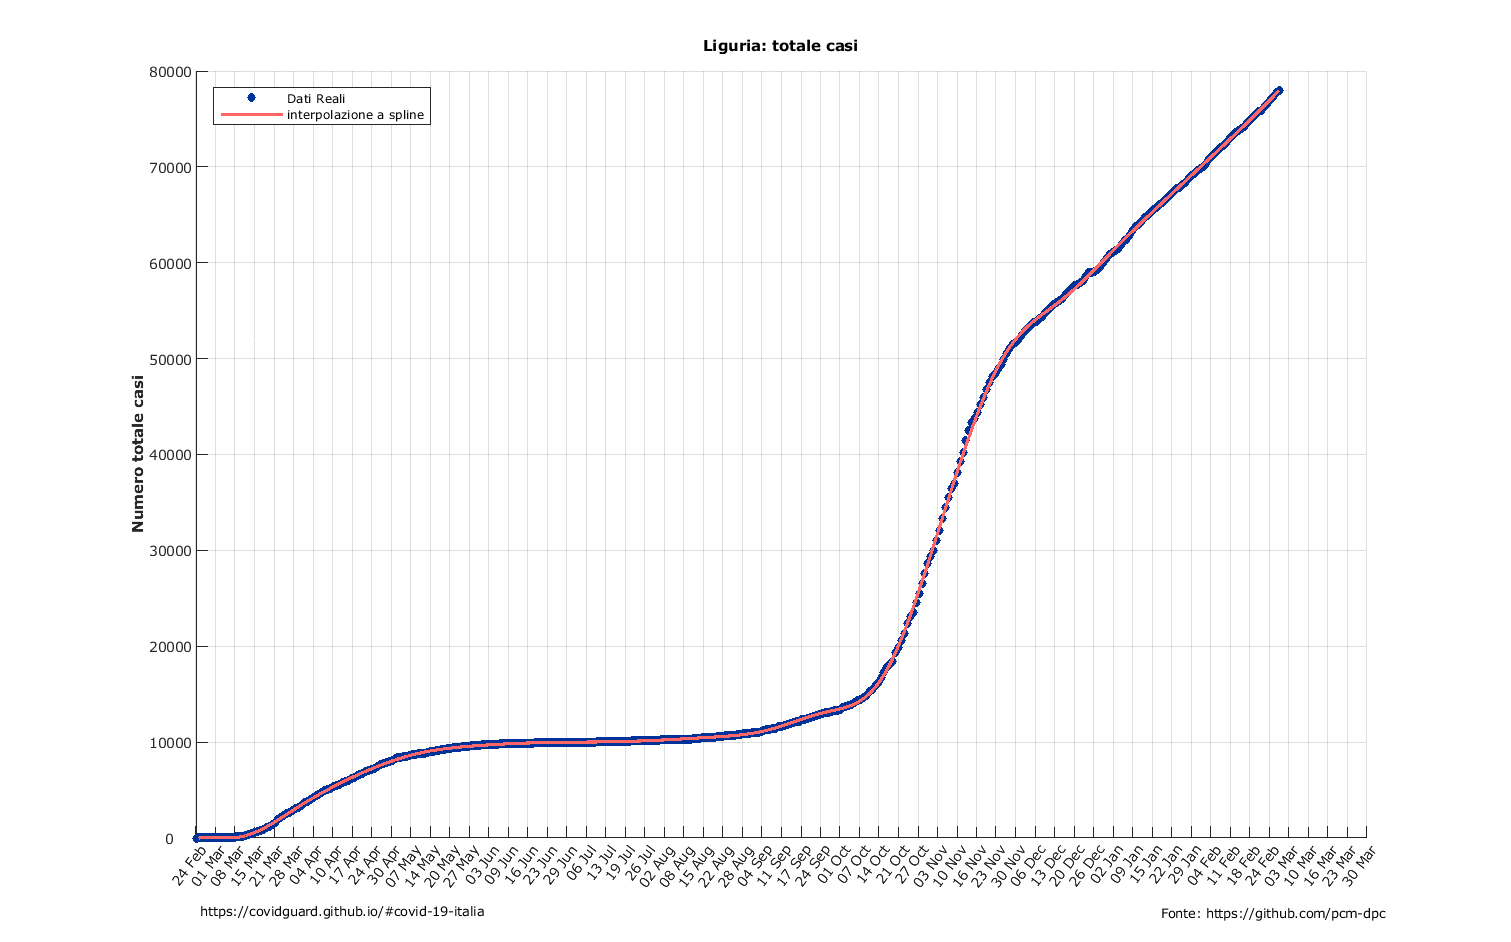 Liguria: totale casi
Dati Reali
interpolazione a spline
Numero totale casi
80000
70000
60000
50000
40000
30000
20000
10000
0
24 Feb
01 Mar
08 Mar
15 Mar
21 Mar
28 Mar
04 Apr
10 Apr
17 Apr
24 Apr
30 Apr
07 May
14 May
20 May
27 May
03 Jun
09 Jun
16 Jun
23 Jun
29 Jun
06 Jul
13 Jul
19 Jul
26 Jul
02 Aug
08 Aug
15 Aug
22 Aug
28 Aug
04 Sep
11 Sep
17 Sep
24 Sep
01 Oct
07 Oct
14 Oct
21 Oct
27 Oct
03 Nov
10 Nov
16 Nov
23 Nov
30 Nov
06 Dec
13 Dec
20 Dec
26 Dec
02 Jan
09 Jan
15 Jan
22 Jan
29 Jan
04 Feb
11 Feb
18 Feb
24 Feb
03 Mar
10 Mar
16 Mar
23 Mar
30 Mar
https://covidguard.github.io/#covid-19-italia
Fonte: https://github.com/pcm-dpc